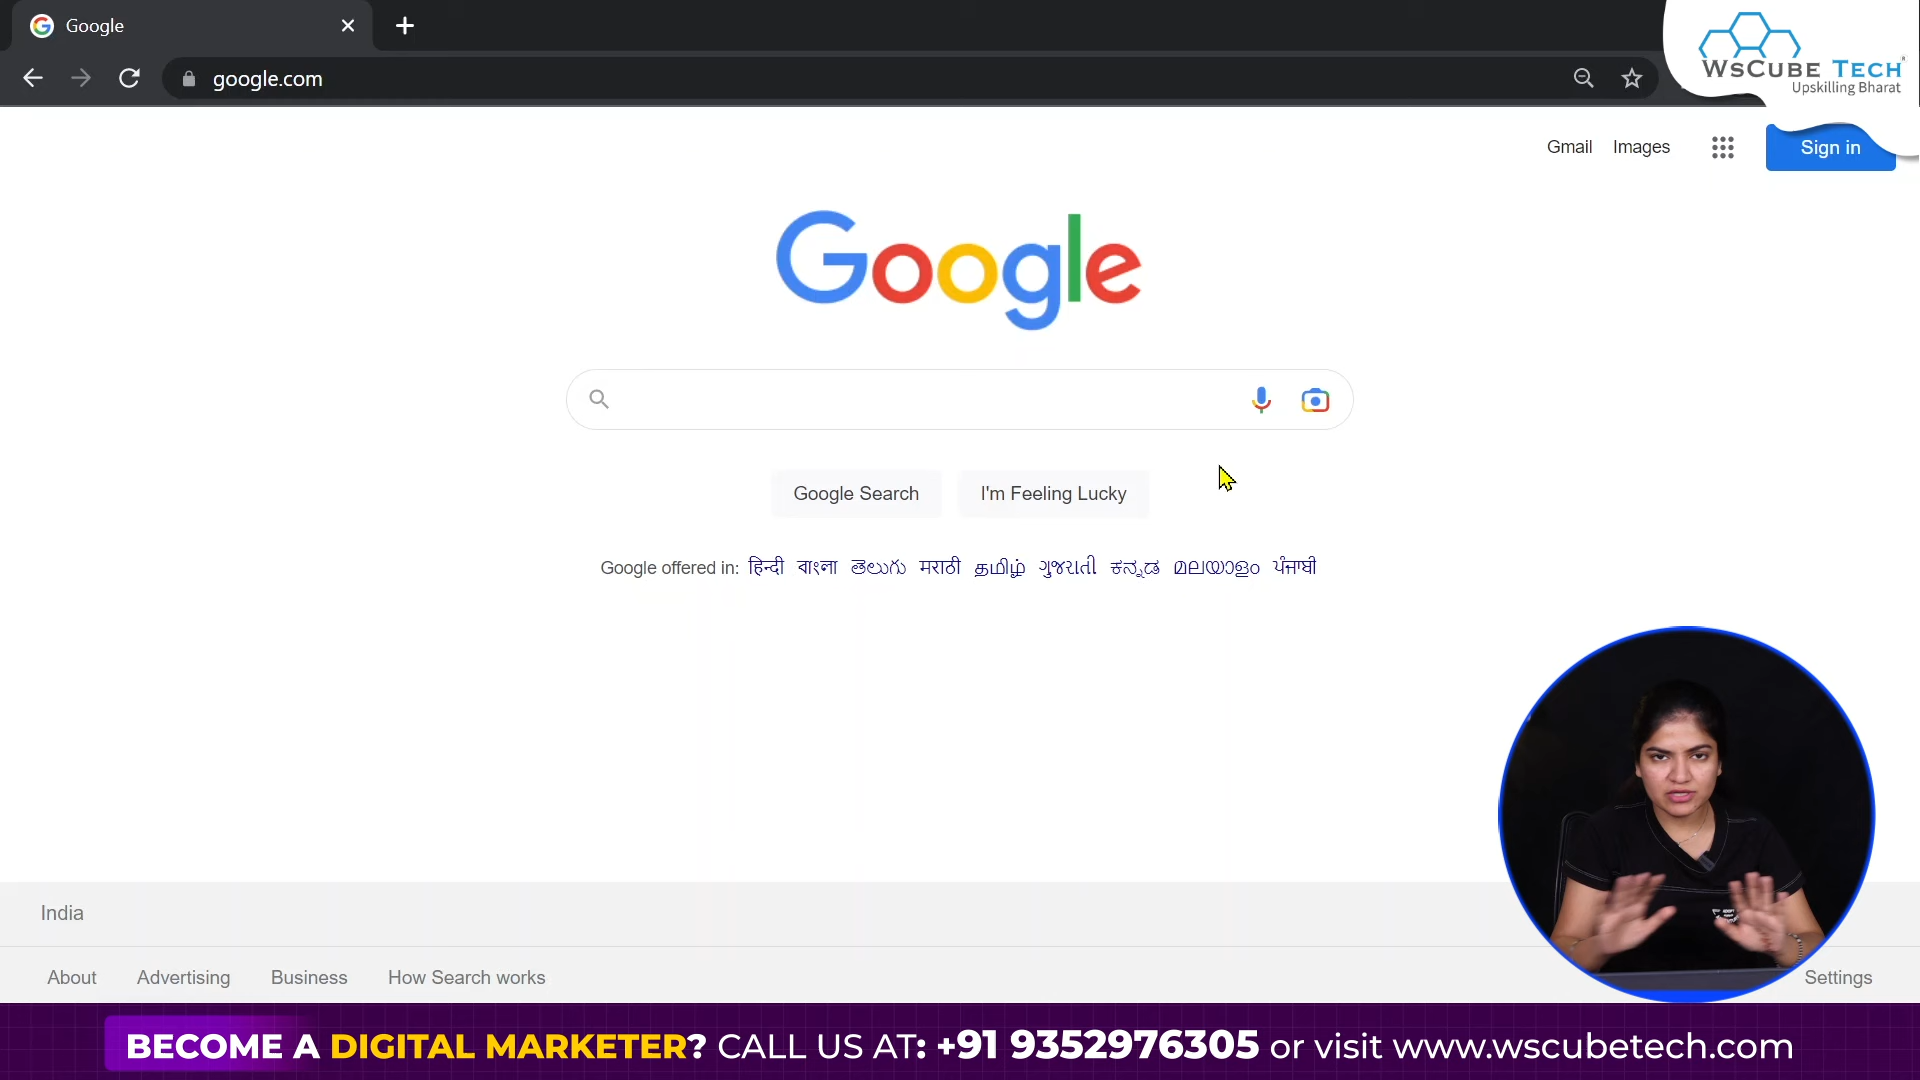 Google
google.com
WSCUBE TECH
Upskilling Bharat
Gmail Images
Sign in
Google
Google Search I'm Feeling Lucky
Google offered in: हिन्दी বাংলা తెలుగు मराठी தமிழ் ગુજરાતી ಕನ್ನಡ മലയാളം ਪੰਜਾਬੀ
India
About Advertising Business How Search works
Settings
BECOME A DIGITAL MARKETER? CALL US AT: +91 9352976305 or visit www.wscubetech.com